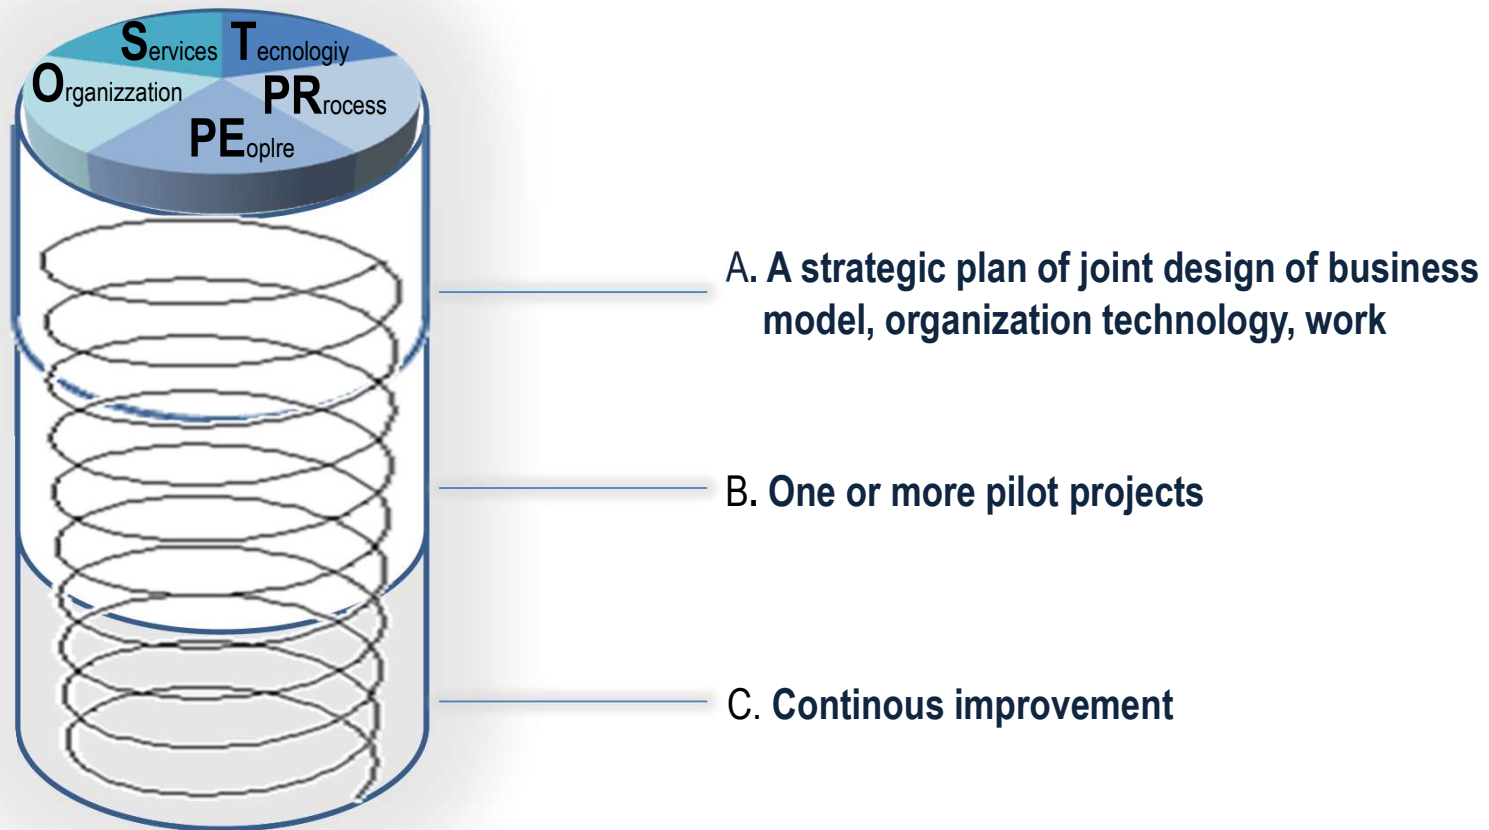 Services Tecnologiy
Organizzation PRrocess
PEoplre
A. A strategic plan of joint design of business
model, organization technology, work
B. One or more pilot projects
C. Continous improvement